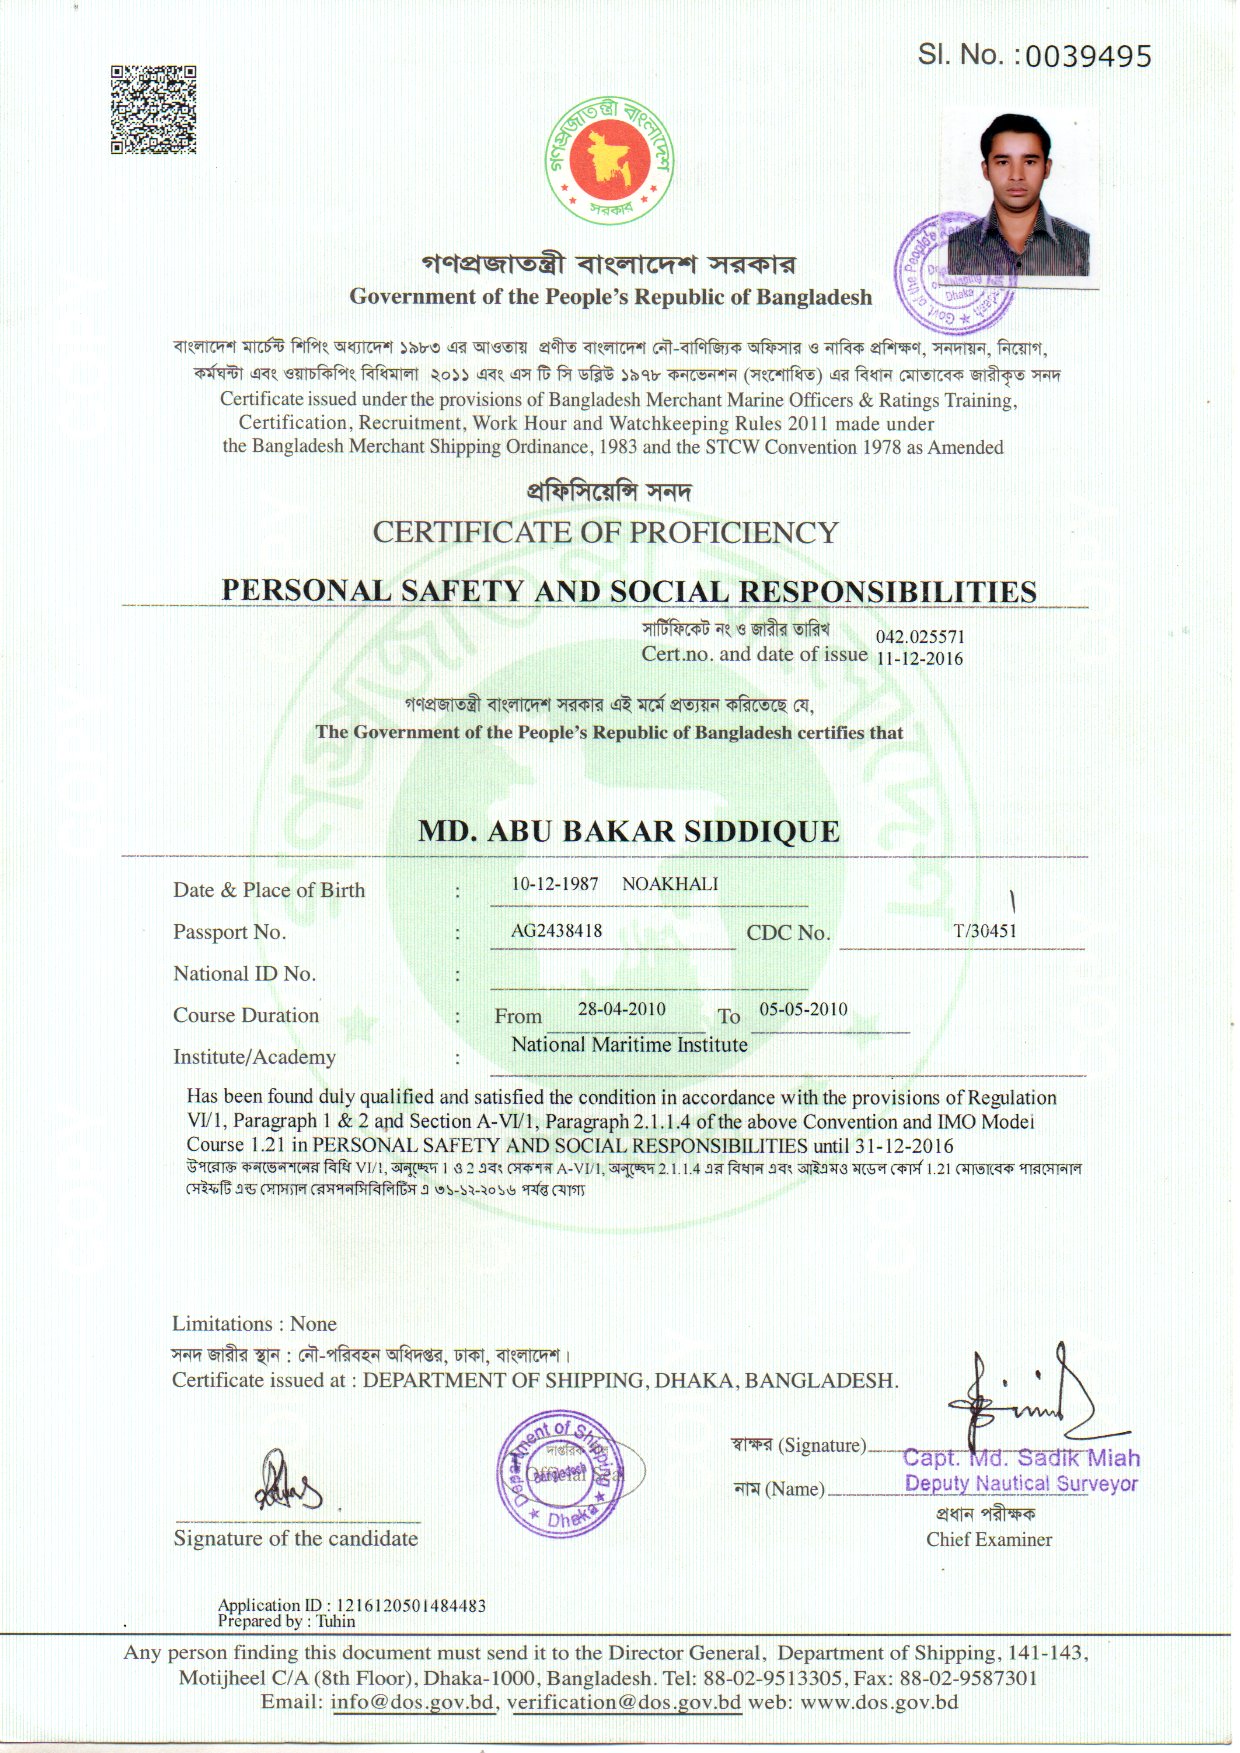 Sl. No. : 0039495
গণপ্রজাতন্ত্রী বাংলাদেশ
সরকার
গণপ্রজাতন্ত্রী বাংলাদেশ সরকার
Government of the People's Republic of Bangladesh
বাংলাদেশ মার্চেন্ট শিপিং অধ্যাদেশ ১৯৮৩ এর আওতায় প্রণীত বাংলাদেশ নৌ-বাণিজ্যিক অফিসার ও নাবিক প্রশিক্ষণ, সনদায়ন, নিয়োগ,
কর্মঘন্টা এবং ওয়াচকিপিং বিধিমালা ২০১১ এবং এস টি সি ডব্লিউ ১৯৭৮ কনভেনশন (সংশোধিত) এর বিধান মোতাবেক জারীকৃত সনদ
Certificate issued under the provisions of Bangladesh Merchant Marine Officers & Ratings Training,
Certification, Recruitment, Work Hour and Watchkeeping Rules 2011 made under
the Bangladesh Merchant Shipping Ordinance, 1983 and the STCW Convention 1978 as Amended
প্রফিসিয়েন্সি সনদ
CERTIFICATE OF PROFICIENCY
PERSONAL SAFETY AND SOCIAL RESPONSIBILITIES
সার্টিফিকেট নং ও জারীর তারিখ 042.025571
Cert.no. and date of issue 11-12-2016
গণপ্রজাতন্ত্রী বাংলাদেশ সরকার এই মর্মে প্রত্যয়ন করিতেছে যে,
The Government of the People's Republic of Bangladesh certifies that
MD. ABU BAKAR SIDDIQUE
Date & Place of Birth : 10-12-1987 NOAKHALI
Passport No. : AG2438418 CDC No. T/30451
National ID No. :
Course Duration : From 28-04-2010 To 05-05-2010
Institute/Academy : National Maritime Institute
Has been found duly qualified and satisfied the condition in accordance with the provisions of Regulation
VI/1, Paragraph 1 & 2 and Section A-VI/1, Paragraph 2.1.1.4 of the above Convention and IMO Model
Course 1.21 in PERSONAL SAFETY AND SOCIAL RESPONSIBILITIES until 31-12-2016
উপরোক্ত কনভেনশনের বিধি VI/1, অনুচ্ছেদ 1 ও 2 এবং সেকশন A-VI/1, অনুচ্ছেদ 2.1.1.4 এর বিধান এবং আইএমও মডেল কোর্স 1.21 মোতাবেক পারসোনাল
সেইফটি এন্ড সোস্যাল রেসপনসিবিলিটিস এ ৩১-১২-২০১৬ পর্যন্ত যোগ্য
Limitations : None
সনদ জারীর স্থান : নৌ-পরিবহন অধিদপ্তর, ঢাকা, বাংলাদেশ।
Certificate issued at : DEPARTMENT OF SHIPPING, DHAKA, BANGLADESH.
স্বাক্ষর (Signature)
Capt. Md. Sadik Miah
নাম (Name)
Deputy Nautical Surveyor
প্রধান পরীক্ষক
Chief Examiner
Department of Shipping
Bangladesh
Dhaka
দাপ্তরিক
Official Seal
Signature of the candidate
Application ID : 1216120501484483
Prepared by : Tuhin
Any person finding this document must send it to the Director General, Department of Shipping, 141-143,
Motijheel C/A (8th Floor), Dhaka-1000, Bangladesh. Tel: 88-02-9513305, Fax: 88-02-9587301
Email: info@dos.gov.bd, verification@dos.gov.bd web: www.dos.gov.bd